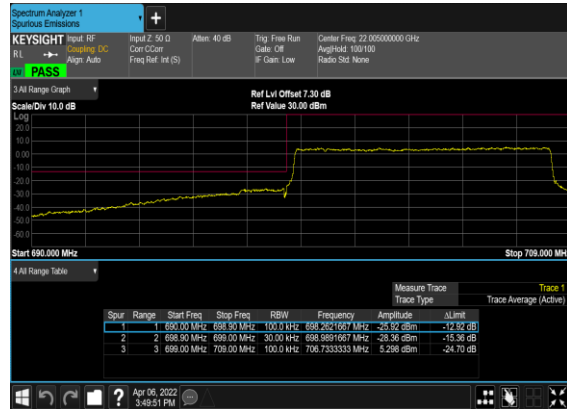 Spectrum Analyzer 1
Spurious Emissions
+
KEYSIGHT Input: RF Input Z: 50 Ω Atten: 40 dB Trig: Free Run Center Freq: 22.005000000 GHz
RL Coupling: DC Corr CCorr Gate: Off Avg|Hold: 100/100
Align: Auto Freq Ref: Int (S) IF Gain: Low Radio Std: None
PASS
3 All Range Graph
Ref Lvl Offset 7.30 dB
Scale/Div 10.0 dB Ref Value 30.00 dBm
Log
20.0
10.0
0.00
-10.0
-20.0
-30.0
-40.0
-50.0
-60.0
Start 690.000 MHz Stop 709.000 MH
4 All Range Table
Measure Trace Trace 1
Trace Type Trace Average (Active)
Spur Range Start Freq Stop Freq RBW Frequency Amplitude ΔLimit
1 1 690.00 MHz 698.90 MHz 100.0 kHz 698.2621667 MHz -25.92 dBm -12.92 dB
2 2 698.90 MHz 699.00 MHz 30.00 kHz 698.9891667 MHz -28.36 dBm -15.36 dB
3 3 699.00 MHz 709.00 MHz 100.0 kHz 706.7333333 MHz 5.298 dBm -24.70 dB
? Apr 06, 2022
3:49:51 PM